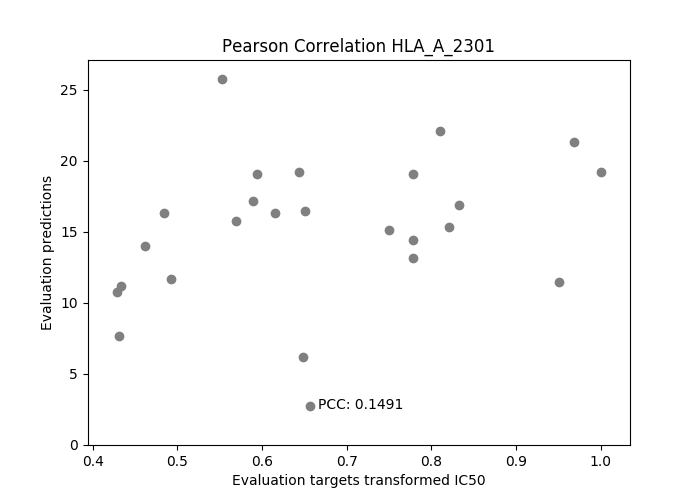 Pearson Correlation HLA_A_2301
Evaluation predictions
25
20
15
10
5
0
PCC: 0.1491
0.4 0.5 0.6 0.7 0.8 0.9 1.0
Evaluation targets transformed IC50